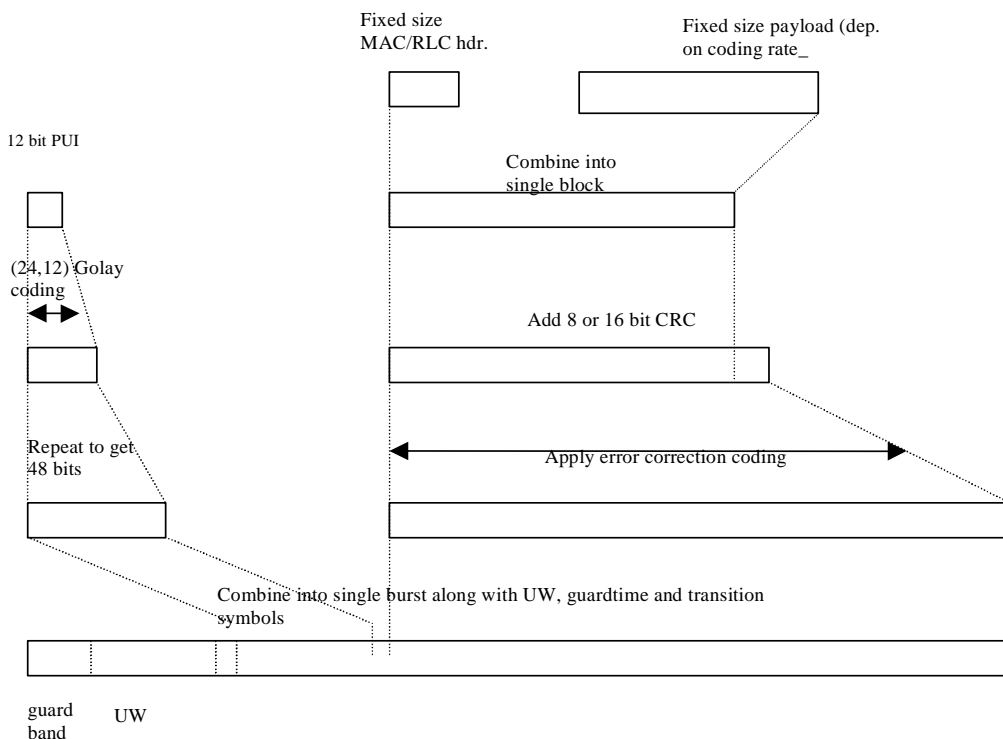 Fixed size
MAC/RLC hdr.
Fixed size payload (dep.
on coding rate_
12 bit PUI
Combine into
single block
(24,12) Golay
coding
Add 8 or 16 bit CRC
Repeat to get
48 bits
Apply error correction coding
Combine into single burst along with UW, guardtime and transition
symbols
guard
band
UW